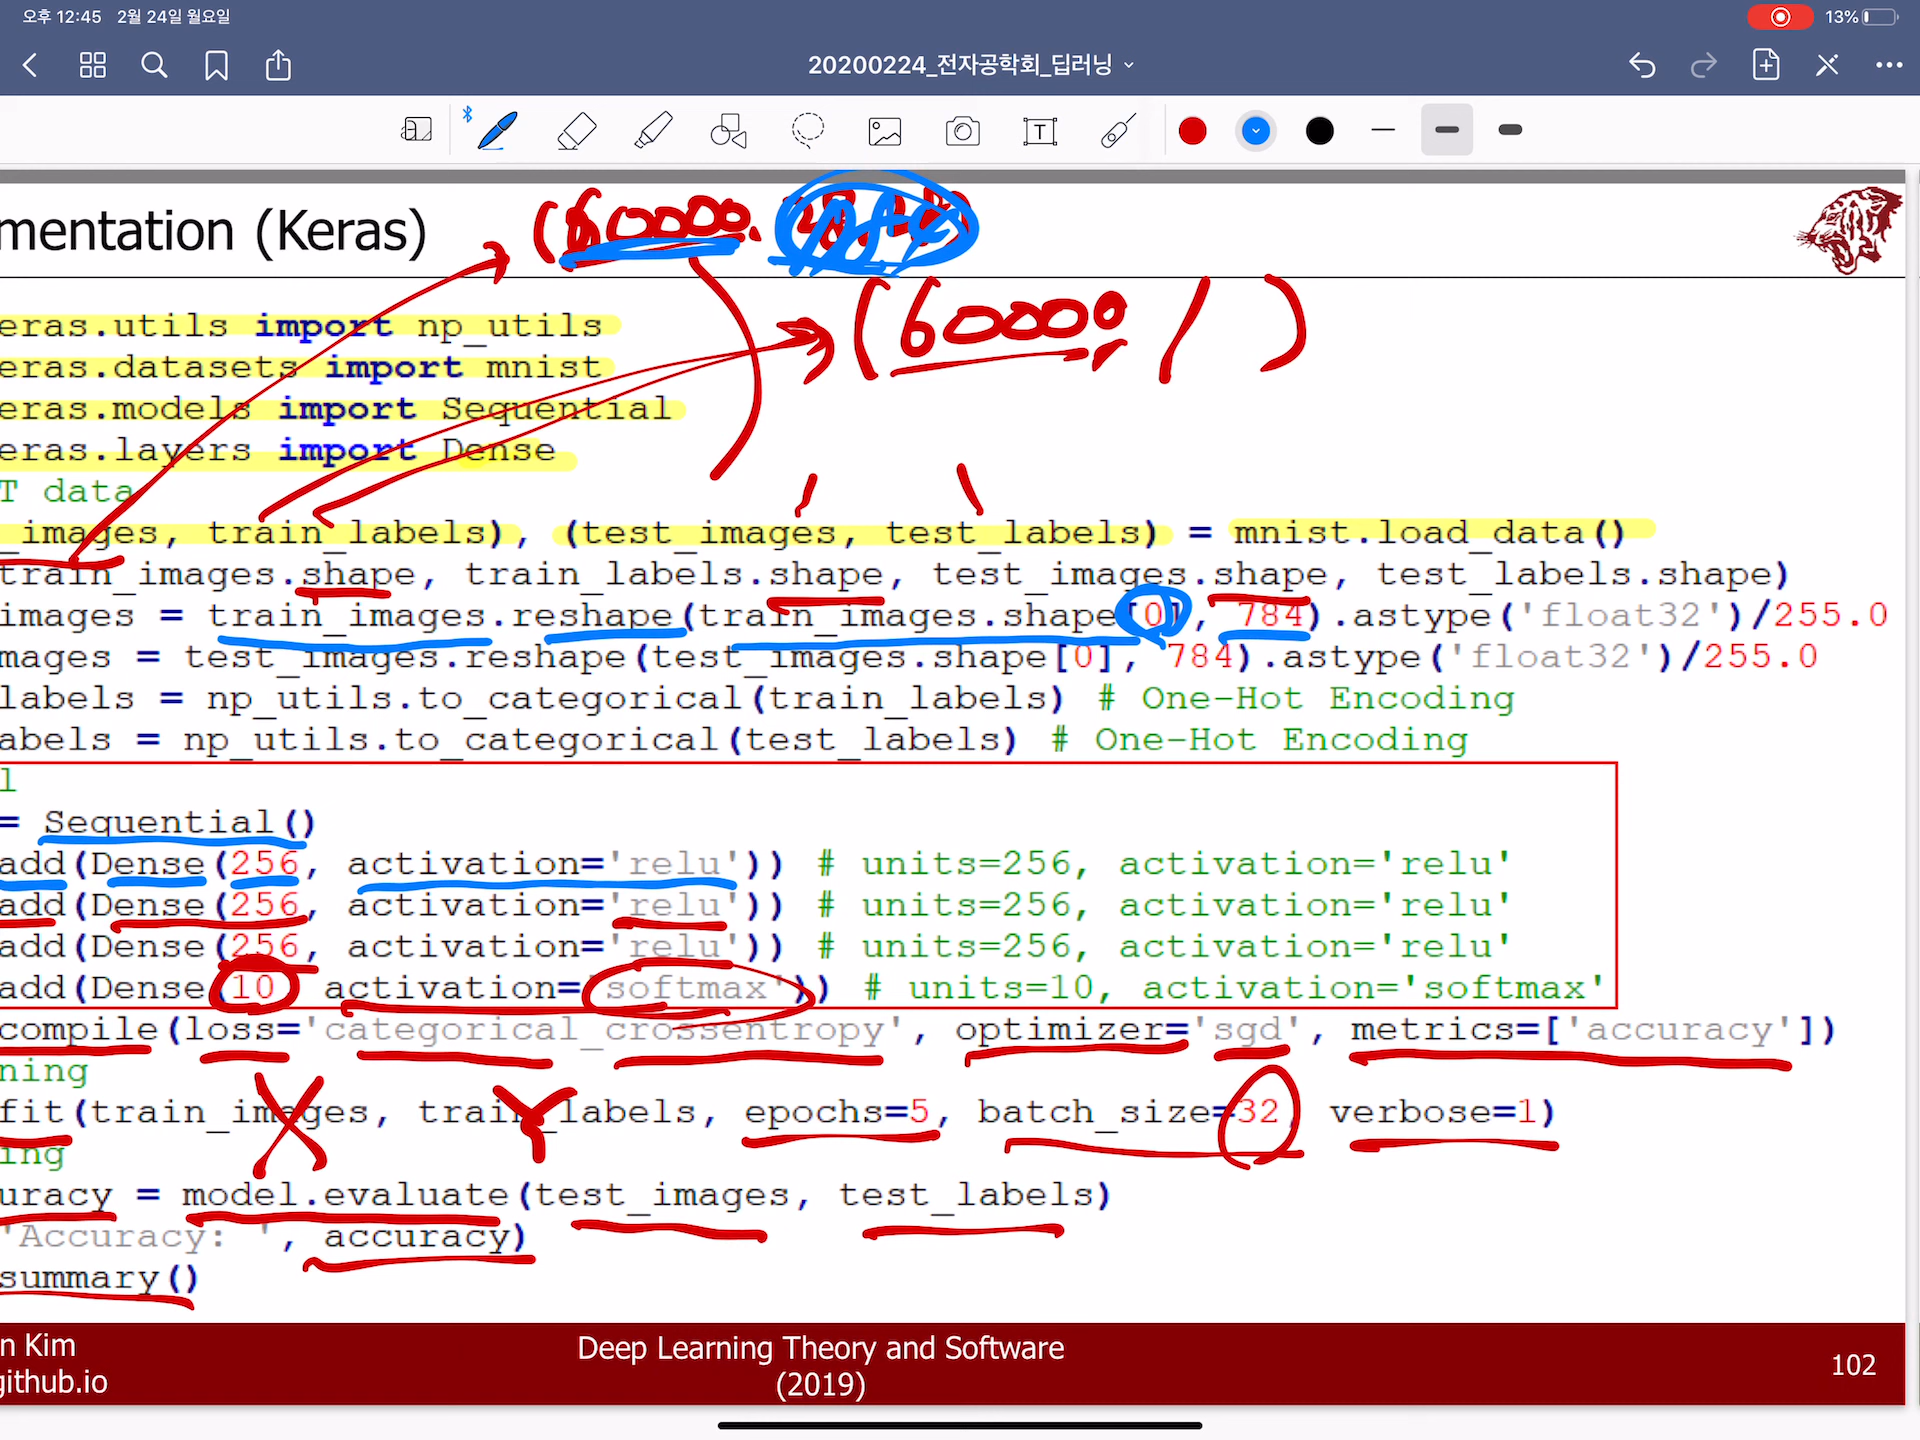 오후 12:45 2월 24일 월요일
13%
20200224_전자공학회_딥러닝
mentation (Keras)
(60000,
(60000, )
eras.utils import np_utils
eras.datasets import mnist
eras.models import Sequential
eras.layers import Dense
T data
_images, train_labels), (test_images, test_labels) = mnist.load_data()
train_images.shape, train_labels.shape, test_images.shape, test_labels.shape)
images = train_images.reshape(train_images.shape[0], 784).astype('float32')/255.0
mages = test_images.reshape(test_images.shape[0], 784).astype('float32')/255.0
labels = np_utils.to_categorical(train_labels) # One-Hot Encoding
abels = np_utils.to_categorical(test_labels) # One-Hot Encoding
l
= Sequential()
add(Dense(256, activation='relu')) # units=256, activation='relu'
add(Dense(256, activation='relu')) # units=256, activation='relu'
add(Dense(256, activation='relu')) # units=256, activation='relu'
add(Dense(10 activation='softmax')) # units=10, activation='softmax'
compile(loss='categorical_crossentropy', optimizer='sgd', metrics=['accuracy'])
ning
fit(train_images, train_labels, epochs=5, batch_size=32, verbose=1)
X Y
ing
uracy = model.evaluate(test_images, test_labels)
'Accuracy: ', accuracy)
summary()
n Kim
github.io
Deep Learning Theory and Software
(2019)
102